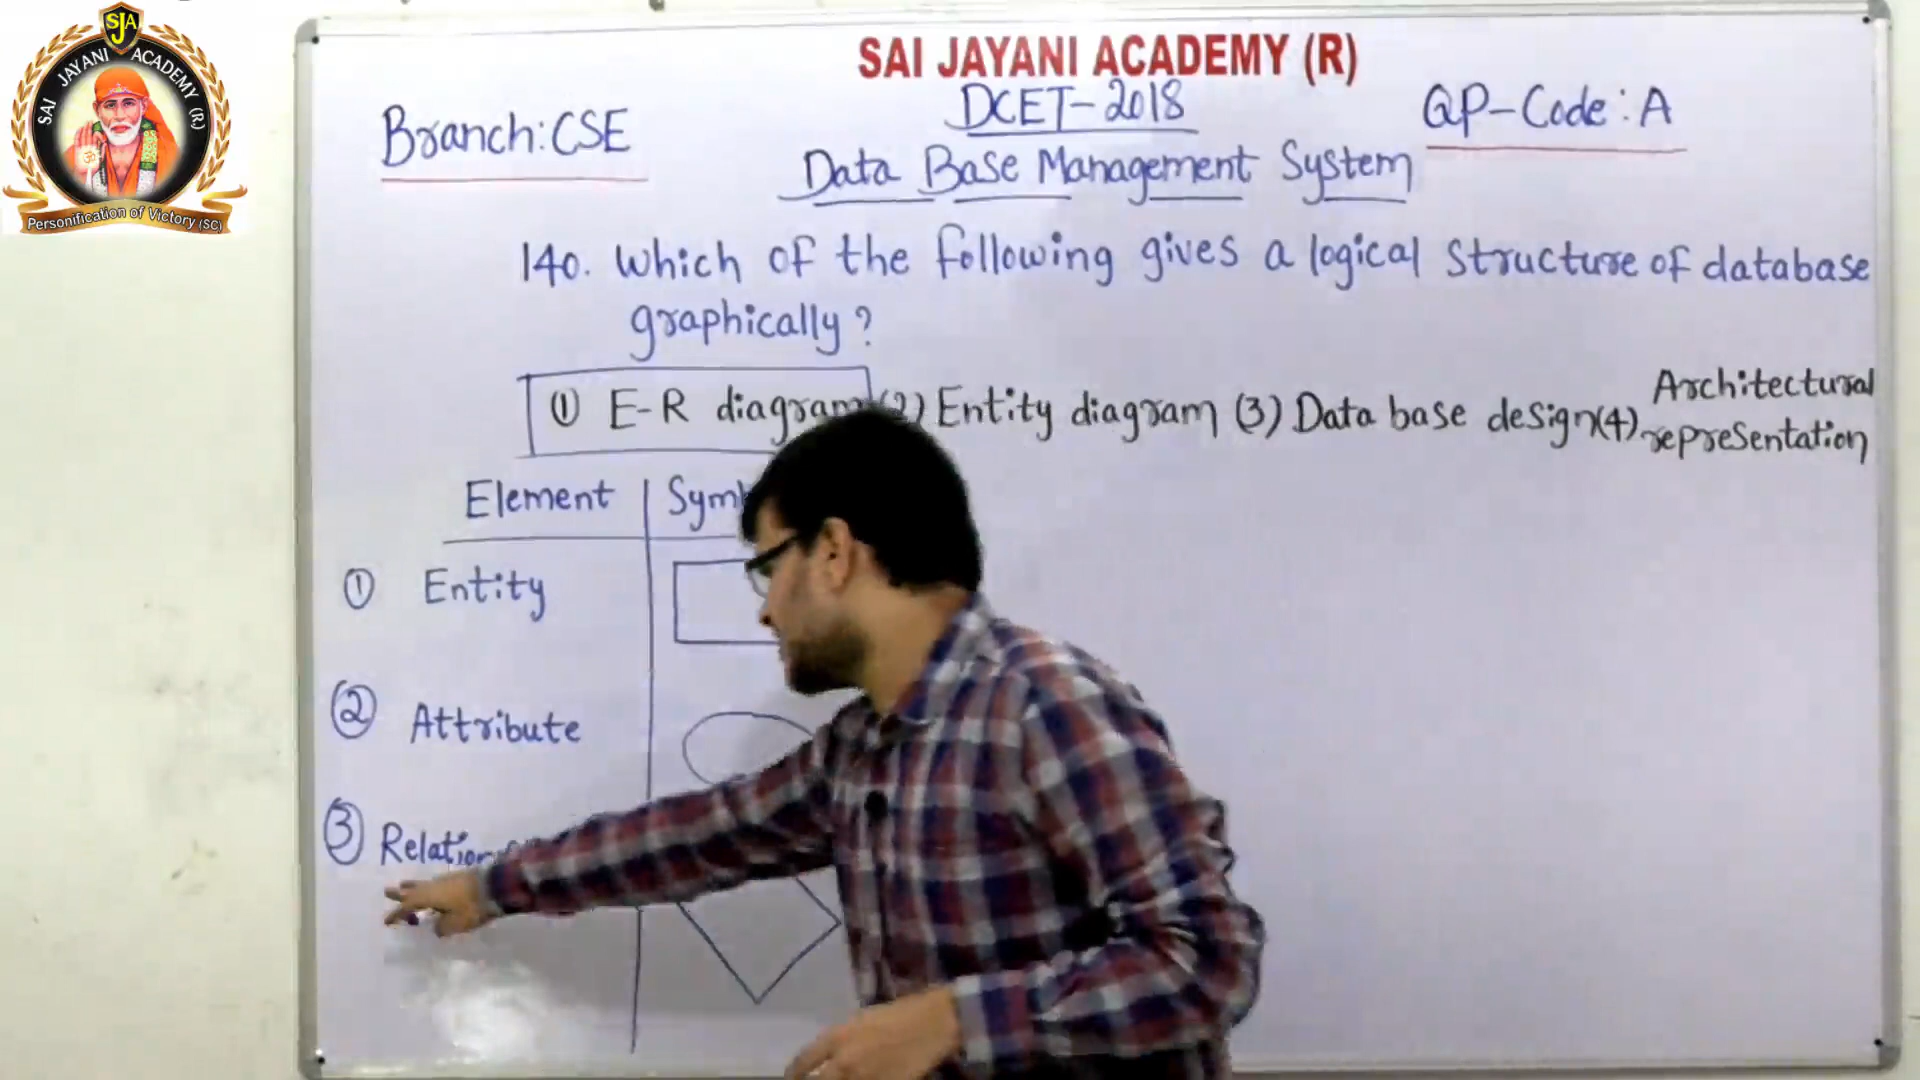 SJA
SAI JAYANI ACADEMY (R.)
Personification of Victory (SC)
SAI JAYANI ACADEMY (R)
Branch: CSE
DCET-2018
QP-Code: A
Data Base Management System
140. Which of the following gives a logical structure of database
graphically?
① E-R diagram (2) Entity diagram (3) Data base design (4) Architectural
representation
Element
① Entity
② Attribute
③